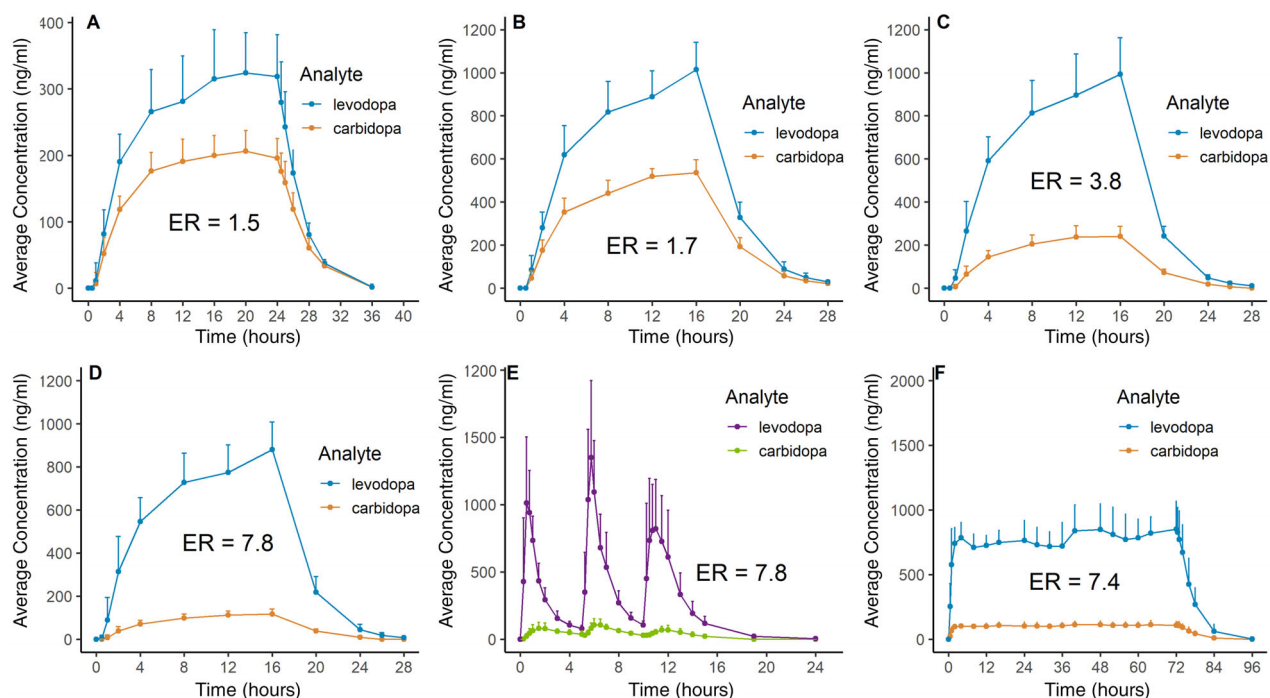 A
Average Concentration (ng/ml)
400
300
200
100
0
Analyte
levodopa
carbidopa
ER = 1.5
0 4 8 12 16 20 24 28 32 36 40
Time (hours)
B
Average Concentration (ng/ml)
1200
1000
800
600
400
200
0
Analyte
levodopa
carbidopa
ER = 1.7
0 4 8 12 16 20 24 28
Time (hours)
C
Average Concentration (ng/ml)
1200
1000
800
600
400
200
0
Analyte
levodopa
carbidopa
ER = 3.8
0 4 8 12 16 20 24 28
Time (hours)
D
Average Concentration (ng/ml)
1200
1000
800
600
400
200
0
Analyte
levodopa
carbidopa
ER = 7.8
0 4 8 12 16 20 24 28
Time (hours)
E
Average Concentration (ng/ml)
2000
1500
1000
500
0
Analyte
levodopa
carbidopa
ER = 7.8
0 4 8 12 16 20 24
Time (hours)
F
Average Concentration (ng/ml)
2000
1500
1000
500
0
Analyte
levodopa
carbidopa
ER = 7.4
0 12 24 36 48 60 72 84 96
Time (hours)